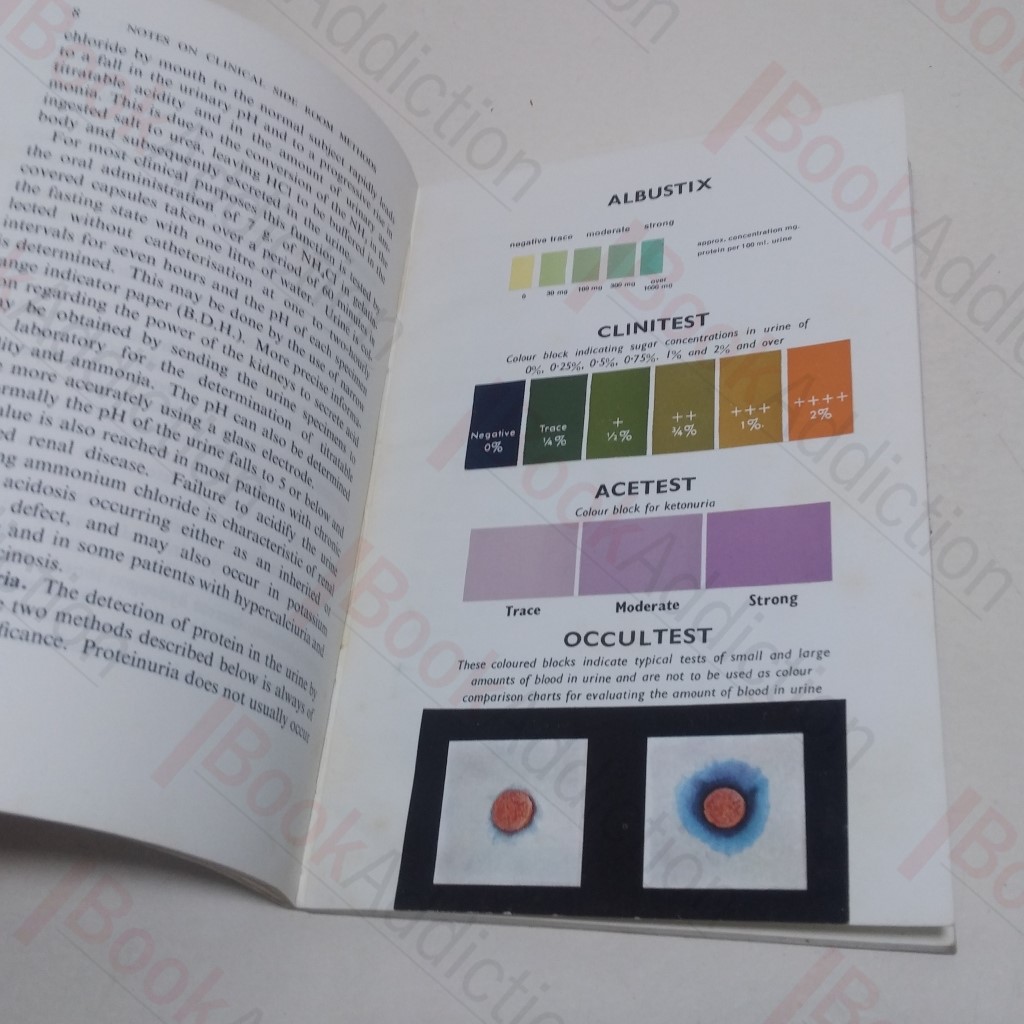 8
NOTES ON CLINICAL SIDE ROOM METHODS
chloride by mouth to the normal subject rapidly leads
to a fall in the urinary pH and to a progressive rise in
titratable acidity and in the amount of urinary am-
monia. This is due to the conversion of the NH₄ in the
ingested salt to urea, leaving HCl to be buffered in the
body and subsequently excreted in the urine.
For most clinical purposes this function is tested by
the oral administration of 7 g. of NH₄Cl in gelatin
covered capsules taken over a period of 60 minutes in
the fasting state with one litre of water. Urine is col-
lected without catheterisation at one to two-hourly
intervals for seven hours and the pH of each specimen
is determined. This may be done by the use of narrow
range indicator paper (B.D.H.). More precise informa-
on regarding the power of the kidneys to secrete acid
ay be obtained by sending the urine specimens to
laboratory for the determination of titratable
lity and ammonia. The pH can also be determined
more accurately using a glass electrode.
rmally the pH of the urine falls to 5 or below and
alue is also reached in most patients with chronic
ed renal disease. Failure to acidify the urine
ng ammonium chloride is characteristic of renal
acidosis occurring either as an inherited or
defect, and may also occur in potassium
and in some patients with hypercalciuria and
cinosis.
ria. The detection of protein in the urine by
e two methods described below is always of
ficance. Proteinuria does not usually occur
ALBUSTIX
negative trace moderate strong
approx. concentration mg.
protein per 100 ml. urine
0 30 mg 100 mg 300 mg over
1000 mg
CLINITEST
Colour block indicating sugar concentrations in urine of
0%, 0·25%, 0·5%, 0·75%, 1% and 2% and over
Negative Trace + ++ +++ ++++
0% ¼% ½% ¾% 1%· 2%
ACETEST
Colour block for ketonuria
Trace Moderate Strong
OCCULTEST
These coloured blocks indicate typical tests of small and large
amounts of blood in urine and are not to be used as colour
comparison charts for evaluating the amount of blood in urine
BookAddiction